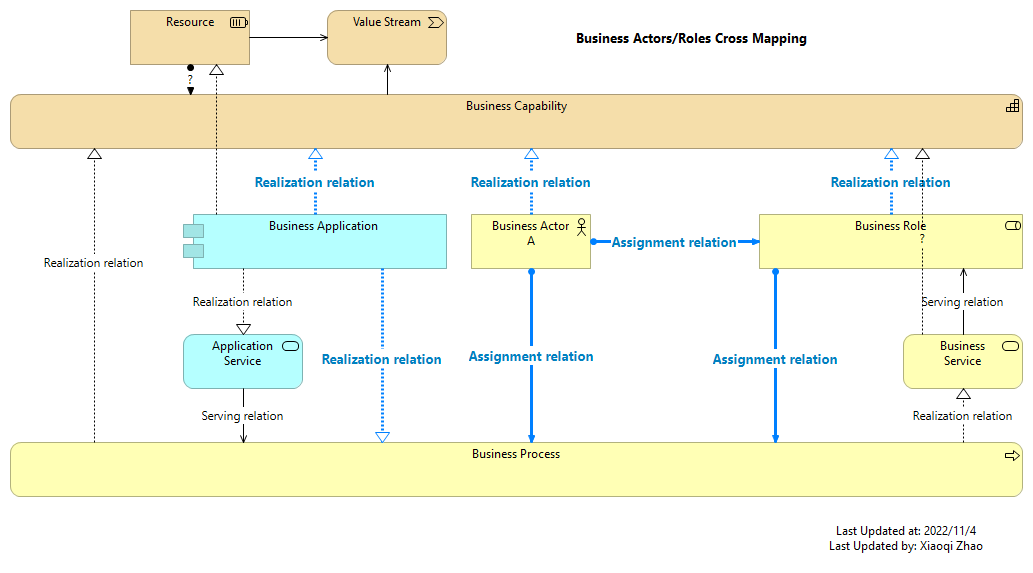 Resource
Value Stream
Business Actors/Roles Cross Mapping
?
Business Capability
Realization relation
Realization relation
Realization relation
Business Application
Business Actor
A
Business Role
?
Assignment relation
Realization relation
Realization relation
Serving relation
Application
Service
Realization relation
Assignment relation
Assignment relation
Business
Service
Serving relation
Realization relation
Business Process
Last Updated at: 2022/11/4
Last Updated by: Xiaoqi Zhao